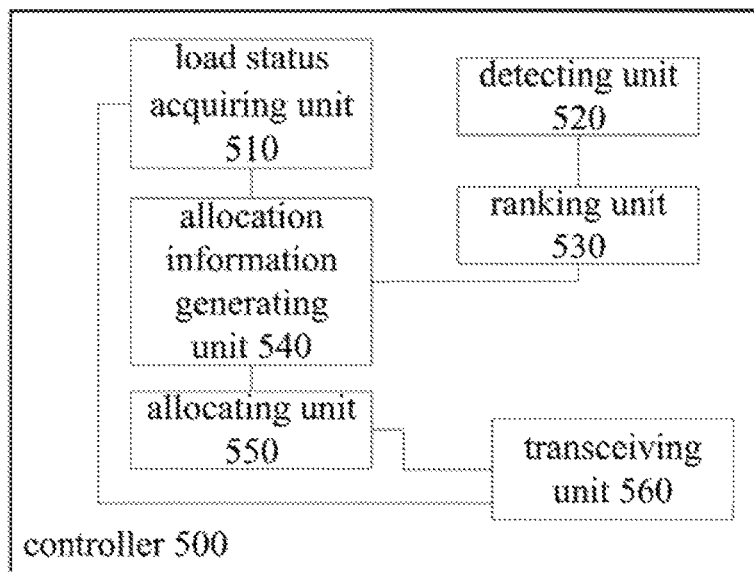 load status
acquiring unit
510
detecting unit
520
allocation
information
generating
unit 540
ranking unit
530
allocating unit
550
transceiving
unit 560
controller 500